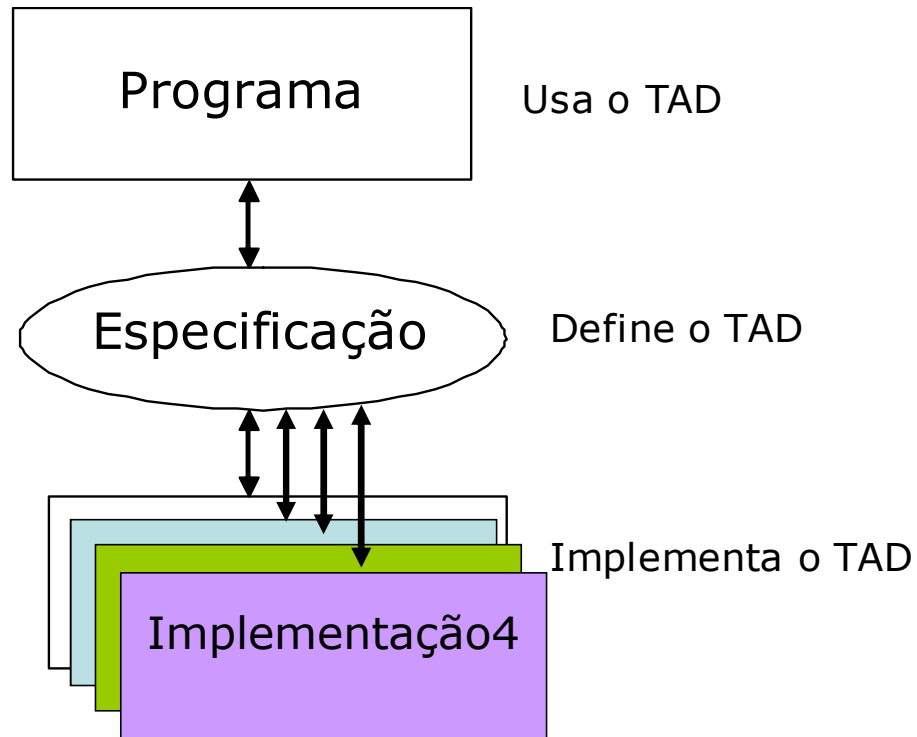 Programa
Usa o TAD
Especificação
Define o TAD
Implementa o TAD
Implementação4